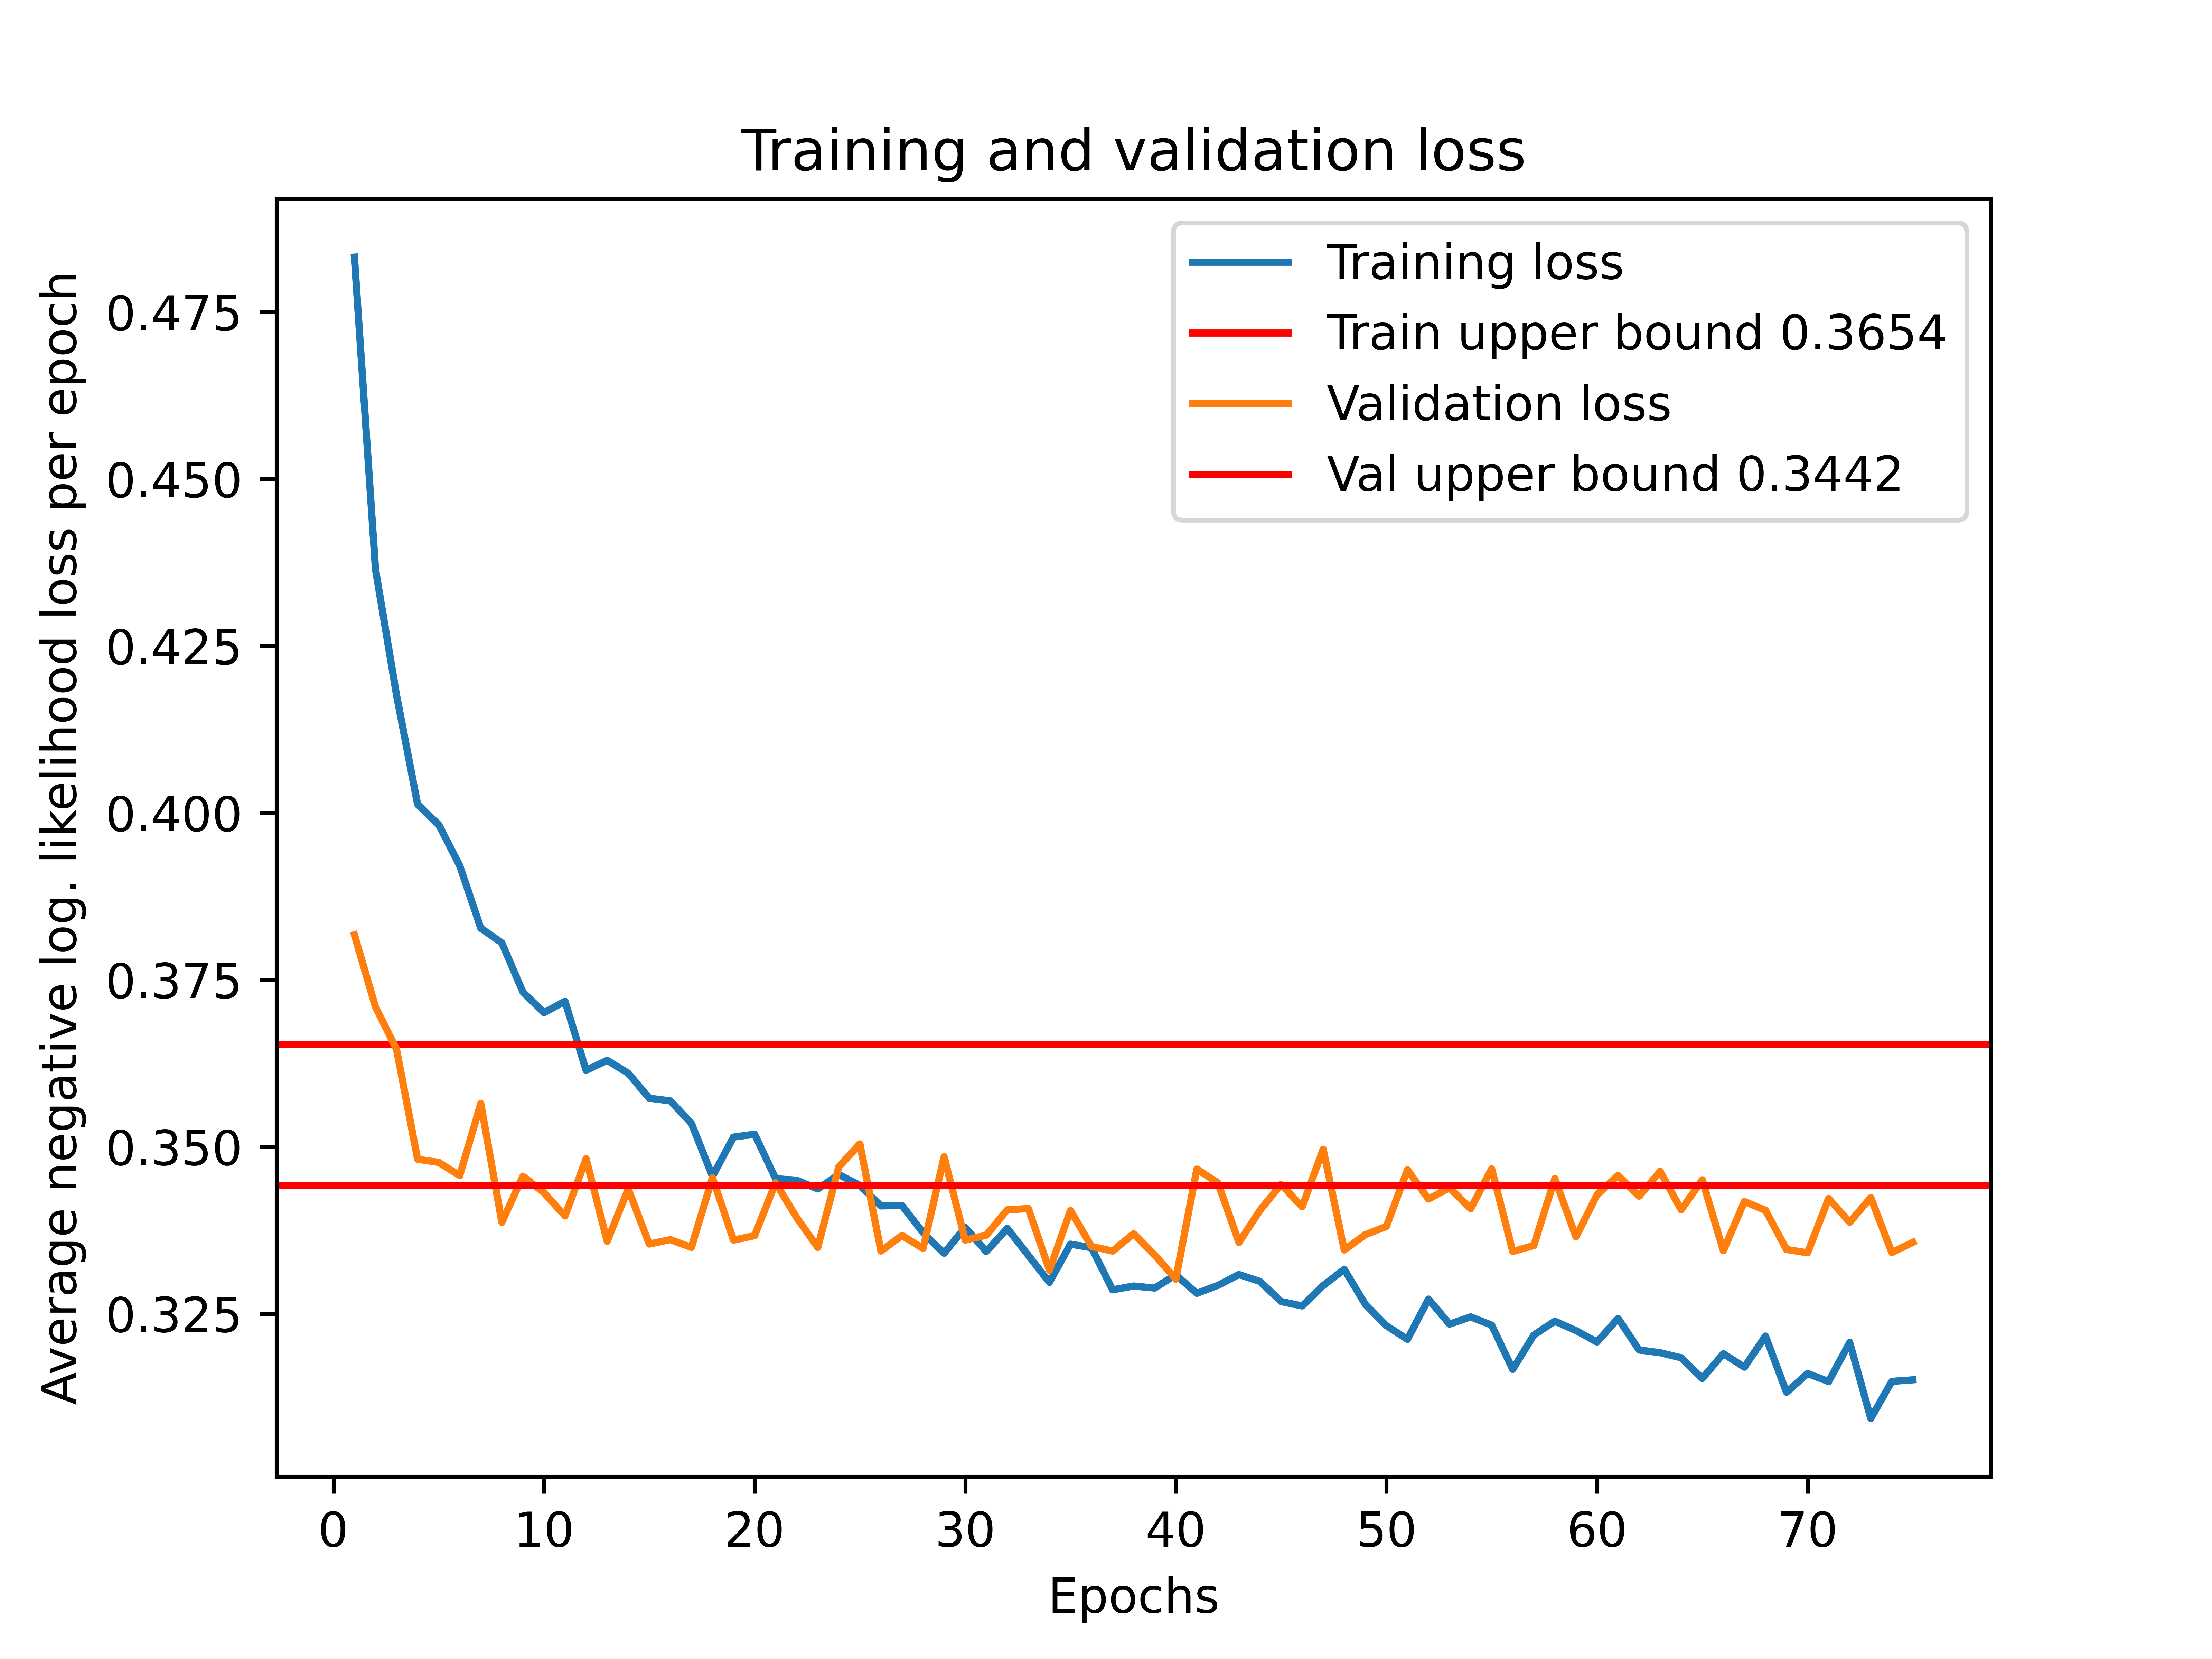 Training and validation loss
Training loss
Train upper bound 0.3654
Validation loss
Val upper bound 0.3442
Average negative log. likelihood loss per epoch
0.475
0.450
0.425
0.400
0.375
0.350
0.325
0 10 20 30 40 50 60 70
Epochs